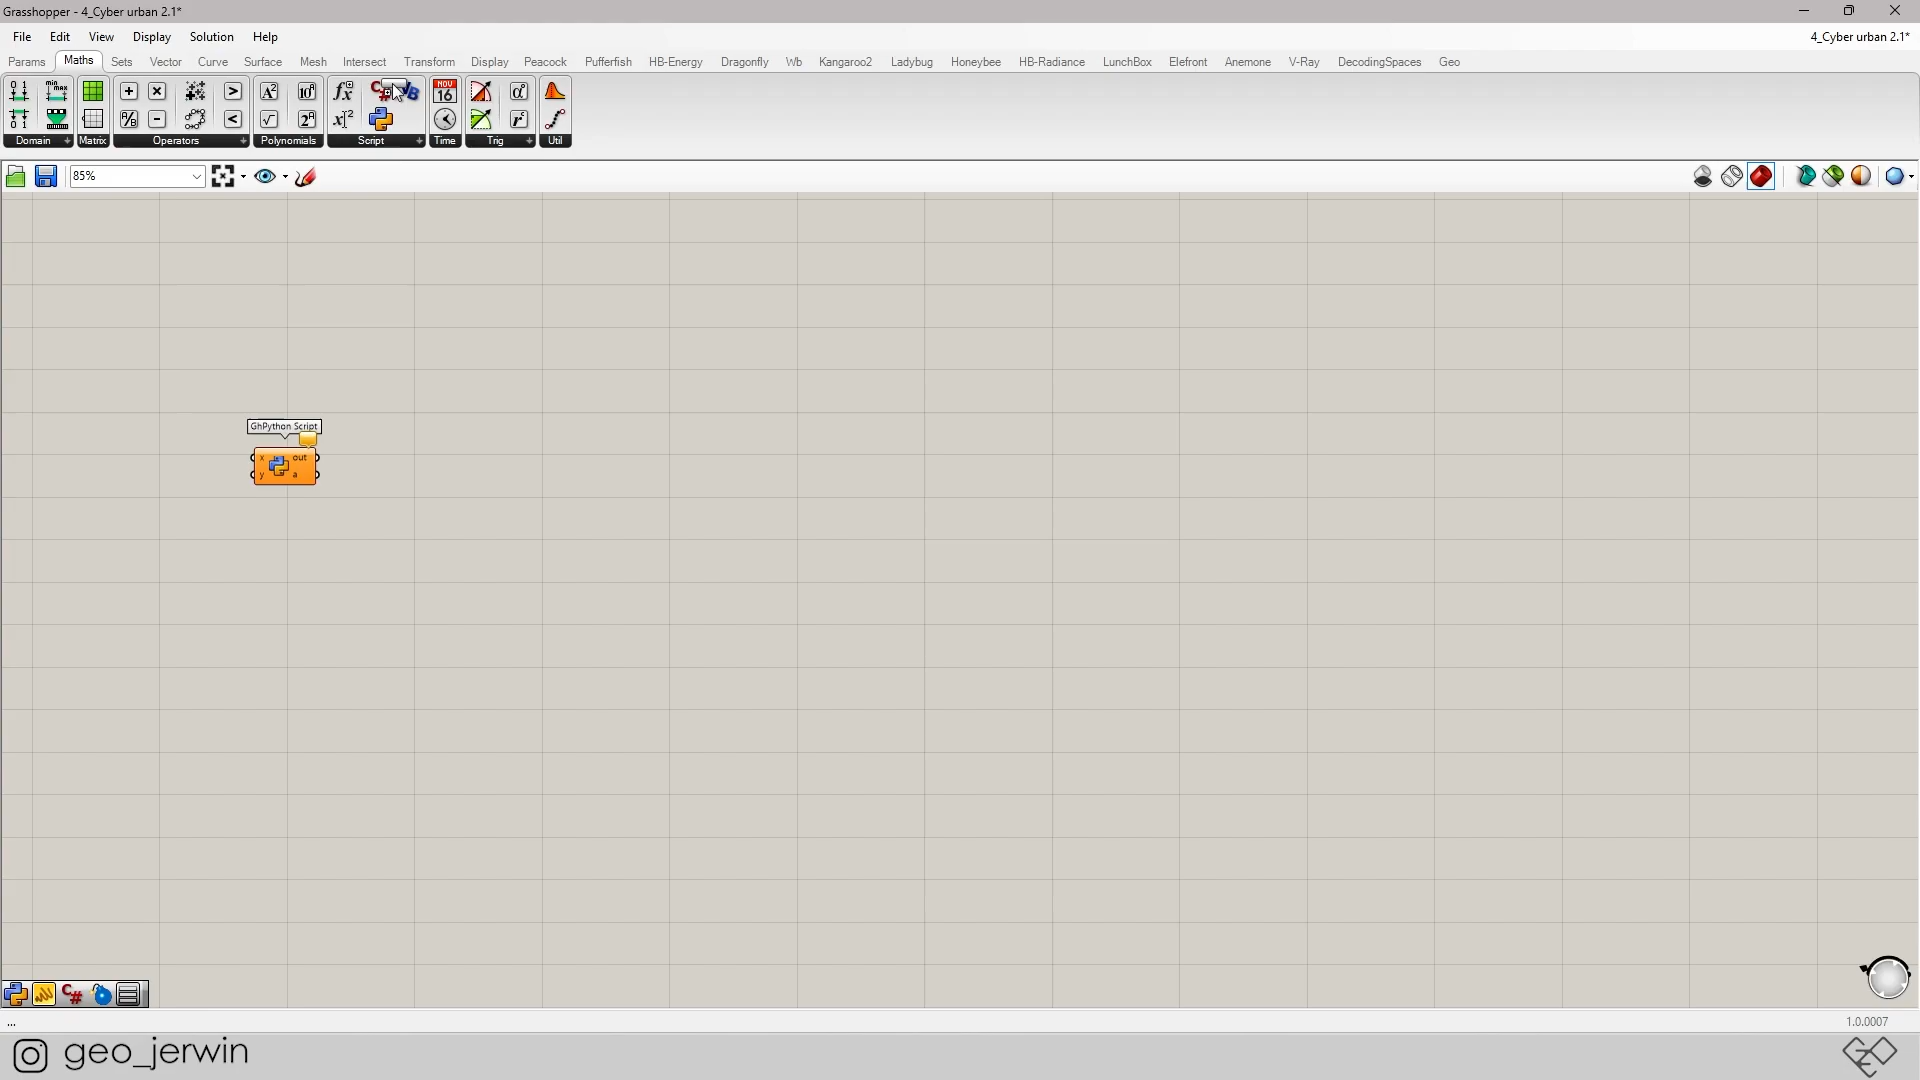 Grasshopper - 4_Cyber urban 2.1*
File Edit View Display Solution Help 4_Cyber urban 2.1*
Params Maths Sets Vector Curve Surface Mesh Intersect Transform Display Peacock Pufferfish HB-Energy Dragonfly Wb Kangaroo2 Ladybug Honeybee HB-Radiance LunchBox Elefront Anemone V-Ray DecodingSpaces Geo
Domain Matrix Operators Polynomials Script Time Trig Util
NOV
16
85%
GhPython Script
x out
y a
...
1.0.0007
geo_jerwin